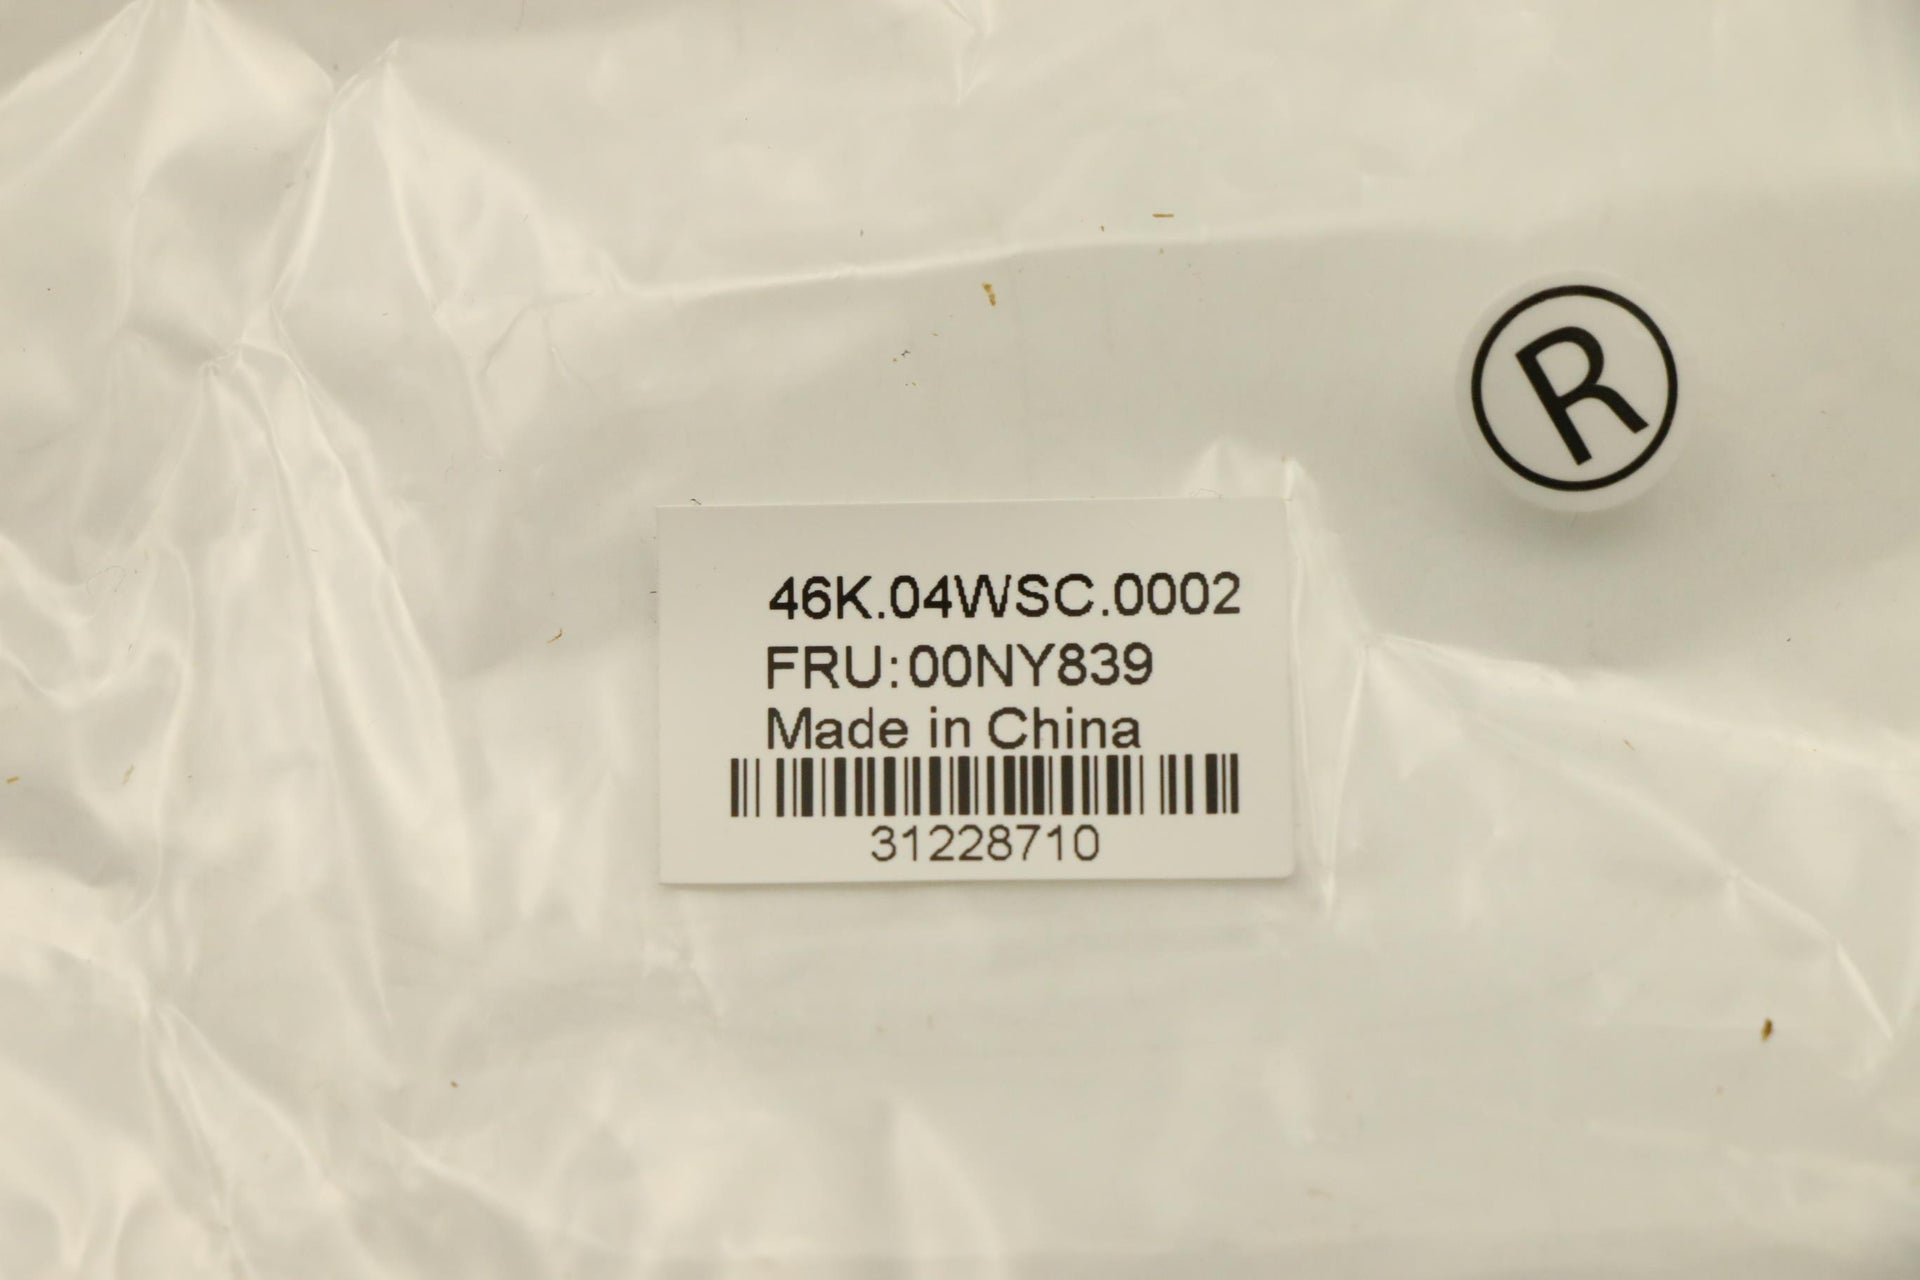 R
46K.04WSC.0002
FRU:00NY839
Made in China
31228710